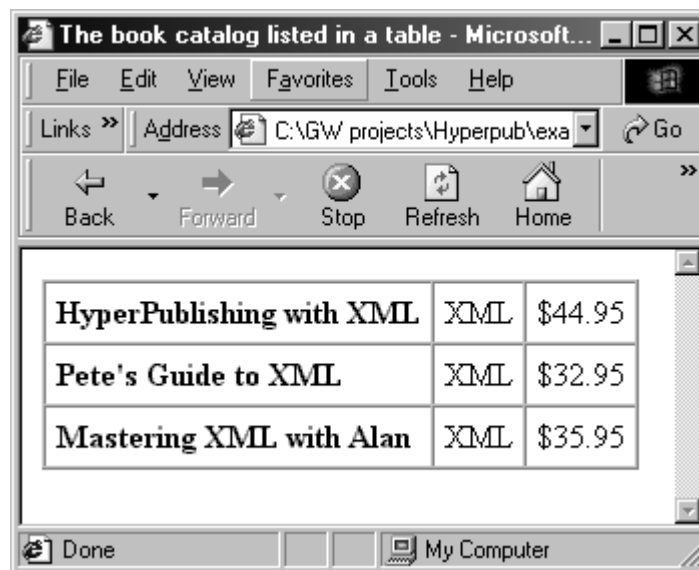 The book catalog listed in a table - Microsoft...
File Edit View Favorites Tools Help
Links » Address C:\GW projects\Hyperpub\exa Go
Back Forward Stop Refresh Home »
HyperPublishing with XML XML $44.95
Pete's Guide to XML XML $32.95
Mastering XML with Alan XML $35.95
Done My Computer